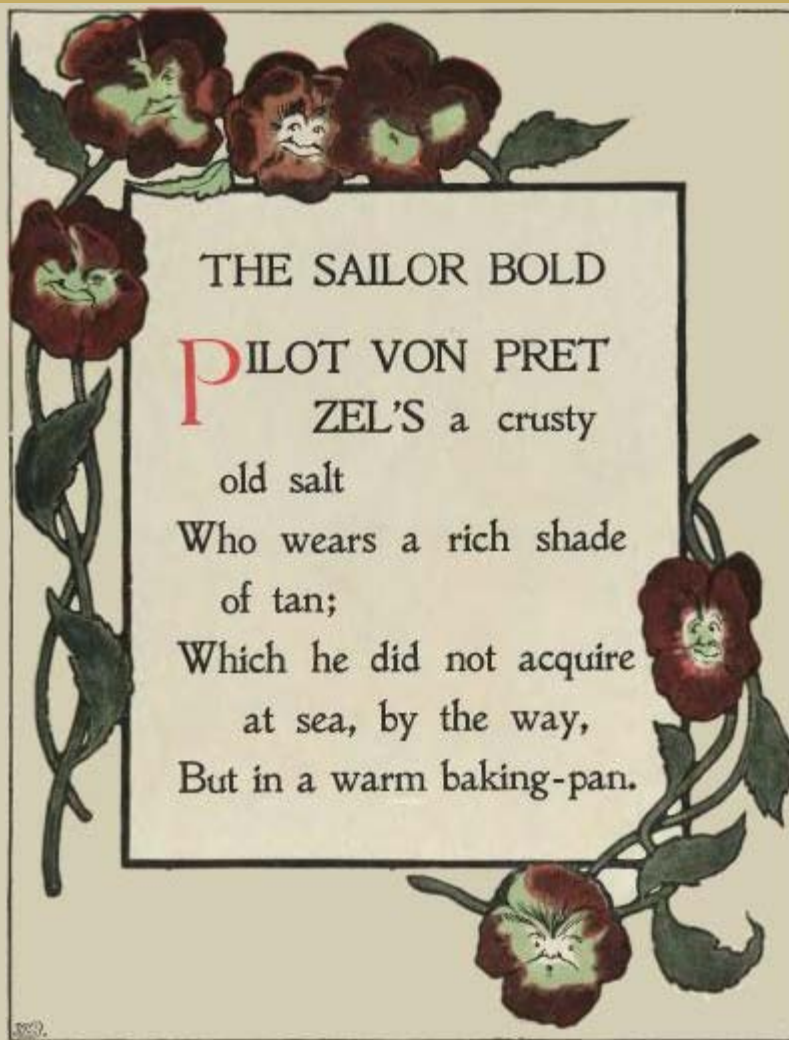 THE SAILOR BOLD
PILOT VON PRET
ZEL'S a crusty
old salt
Who wears a rich shade
of tan;
Which he did not acquire
at sea, by the way,
But in a warm baking-pan.